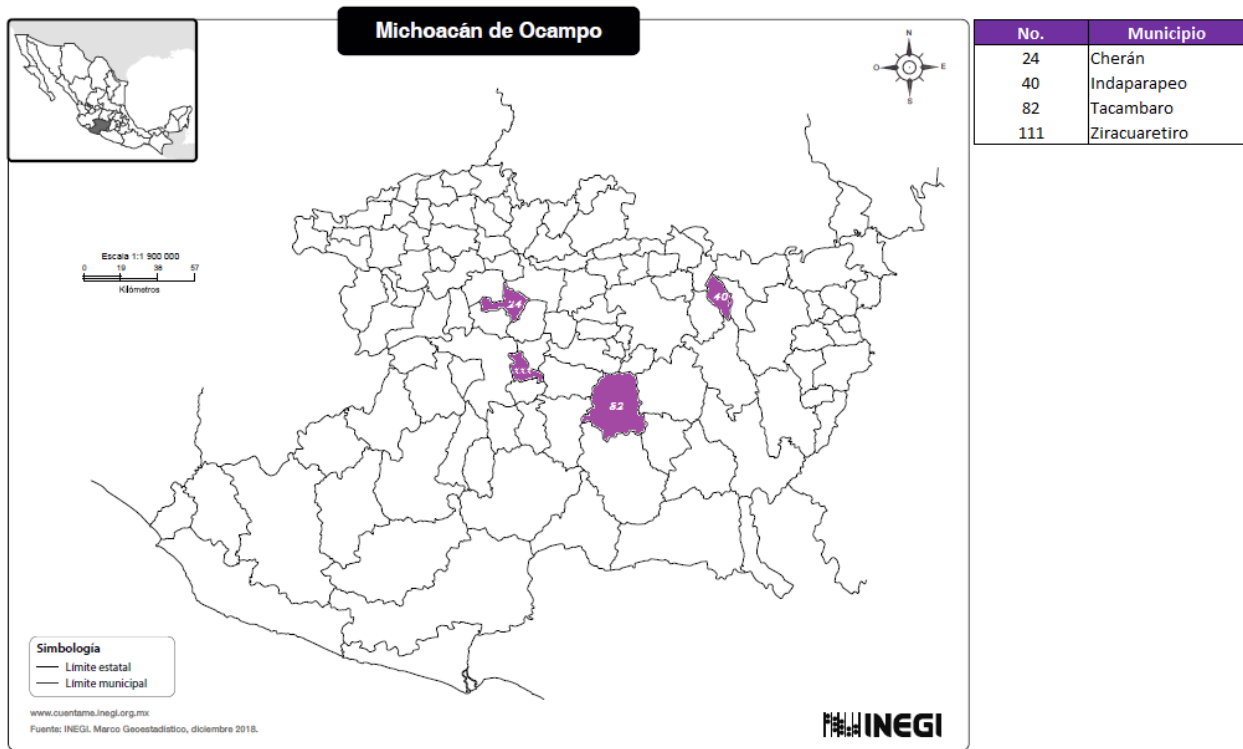 Michoacán de Ocampo
N
O
E
S
Escala 1:1 900 000
0 19 38 57
Kilómetros
24
40
111
82
Simbología
Límite estatal
Límite municipal
www.cuentame.inegi.org.mx
Fuente: INEGI. Marco Geoestadístico, diciembre 2018.
INEGI
No. Municipio
24 Cherán
40 Indaparapeo
82 Tacambaro
111 Ziracuaretiro